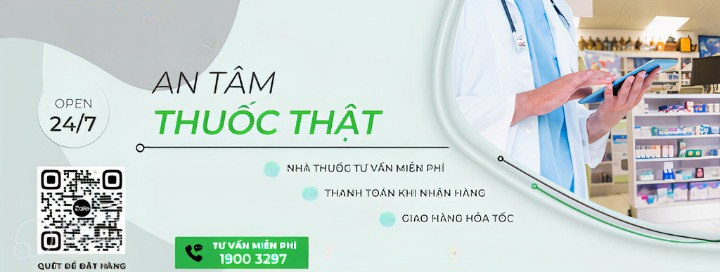 OPEN
24/7
AN TÂM
THUỐC THẬT
NHÀ THUỐC TƯ VẤN MIỄN PHÍ
THANH TOÁN KHI NHẬN HÀNG
GIAO HÀNG HỎA TỐC
QUÉT ĐỂ ĐẶT HÀNG
TƯ VẤN MIỄN PHÍ
1900 3297